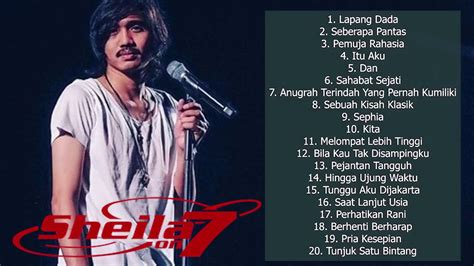 1. Lapang Dada
2. Seberapa Pantas
3. Pemuja Rahasia
4. Itu Aku
5. Dan
6. Sahabat Sejati
7. Anugrah Terindah Yang Pernah Kumiliki
8. Sebuah Kisah Klasik
9. Sephia
10. Kita
11. Melompat Lebih Tinggi
12. Bila Kau Tak Disampingku
13. Pejantan Tangguh
14. Hingga Ujung Waktu
15. Tunggu Aku Dijakarta
16. Saat Lanjut Usia
17. Perhatikan Rani
18. Berhenti Berharap
19. Pria Kesepian
20. Tunjuk Satu Bintang
Sheila on 7